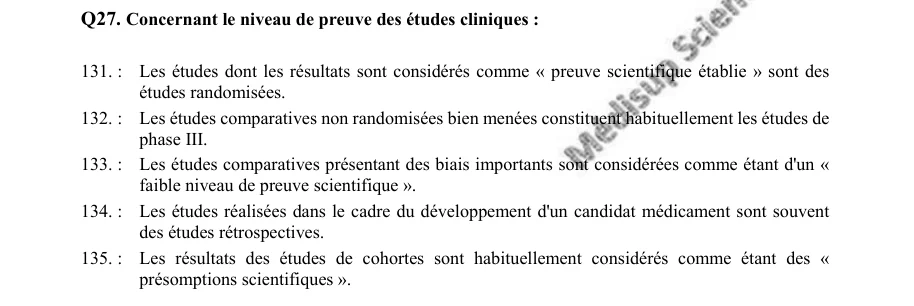 Q27. Concernant le niveau de preuve des études cliniques :
131. : Les études dont les résultats sont considérés comme « preuve scientifique établie » sont des
études randomisées.
132. : Les études comparatives non randomisées bien menées constituent habituellement les études de
phase III.
133. : Les études comparatives présentant des biais importants sont considérées comme étant d'un «
faible niveau de preuve scientifique ».
134. : Les études réalisées dans le cadre du développement d'un candidat médicament sont souvent
des études rétrospectives.
135. : Les résultats des études de cohortes sont habituellement considérés comme étant des «
présomptions scientifiques ».
Medisup Scien